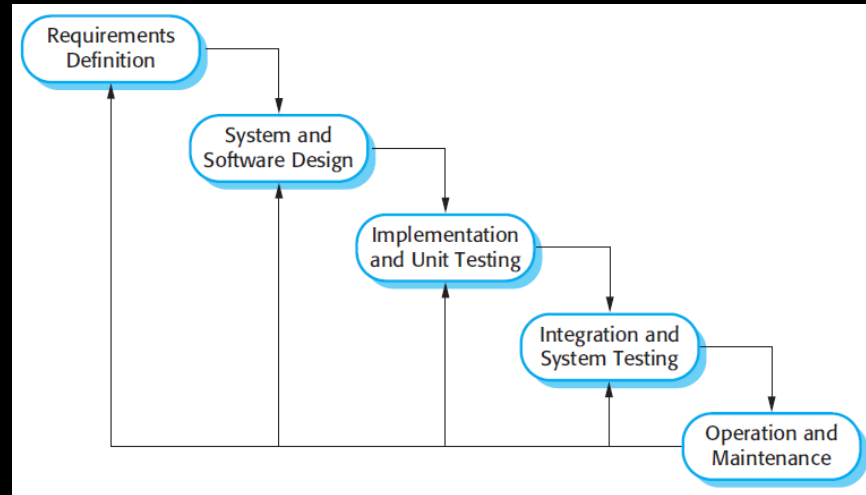 Requirements
Definition
System and
Software Design
Implementation
and Unit Testing
Integration and
System Testing
Operation and
Maintenance